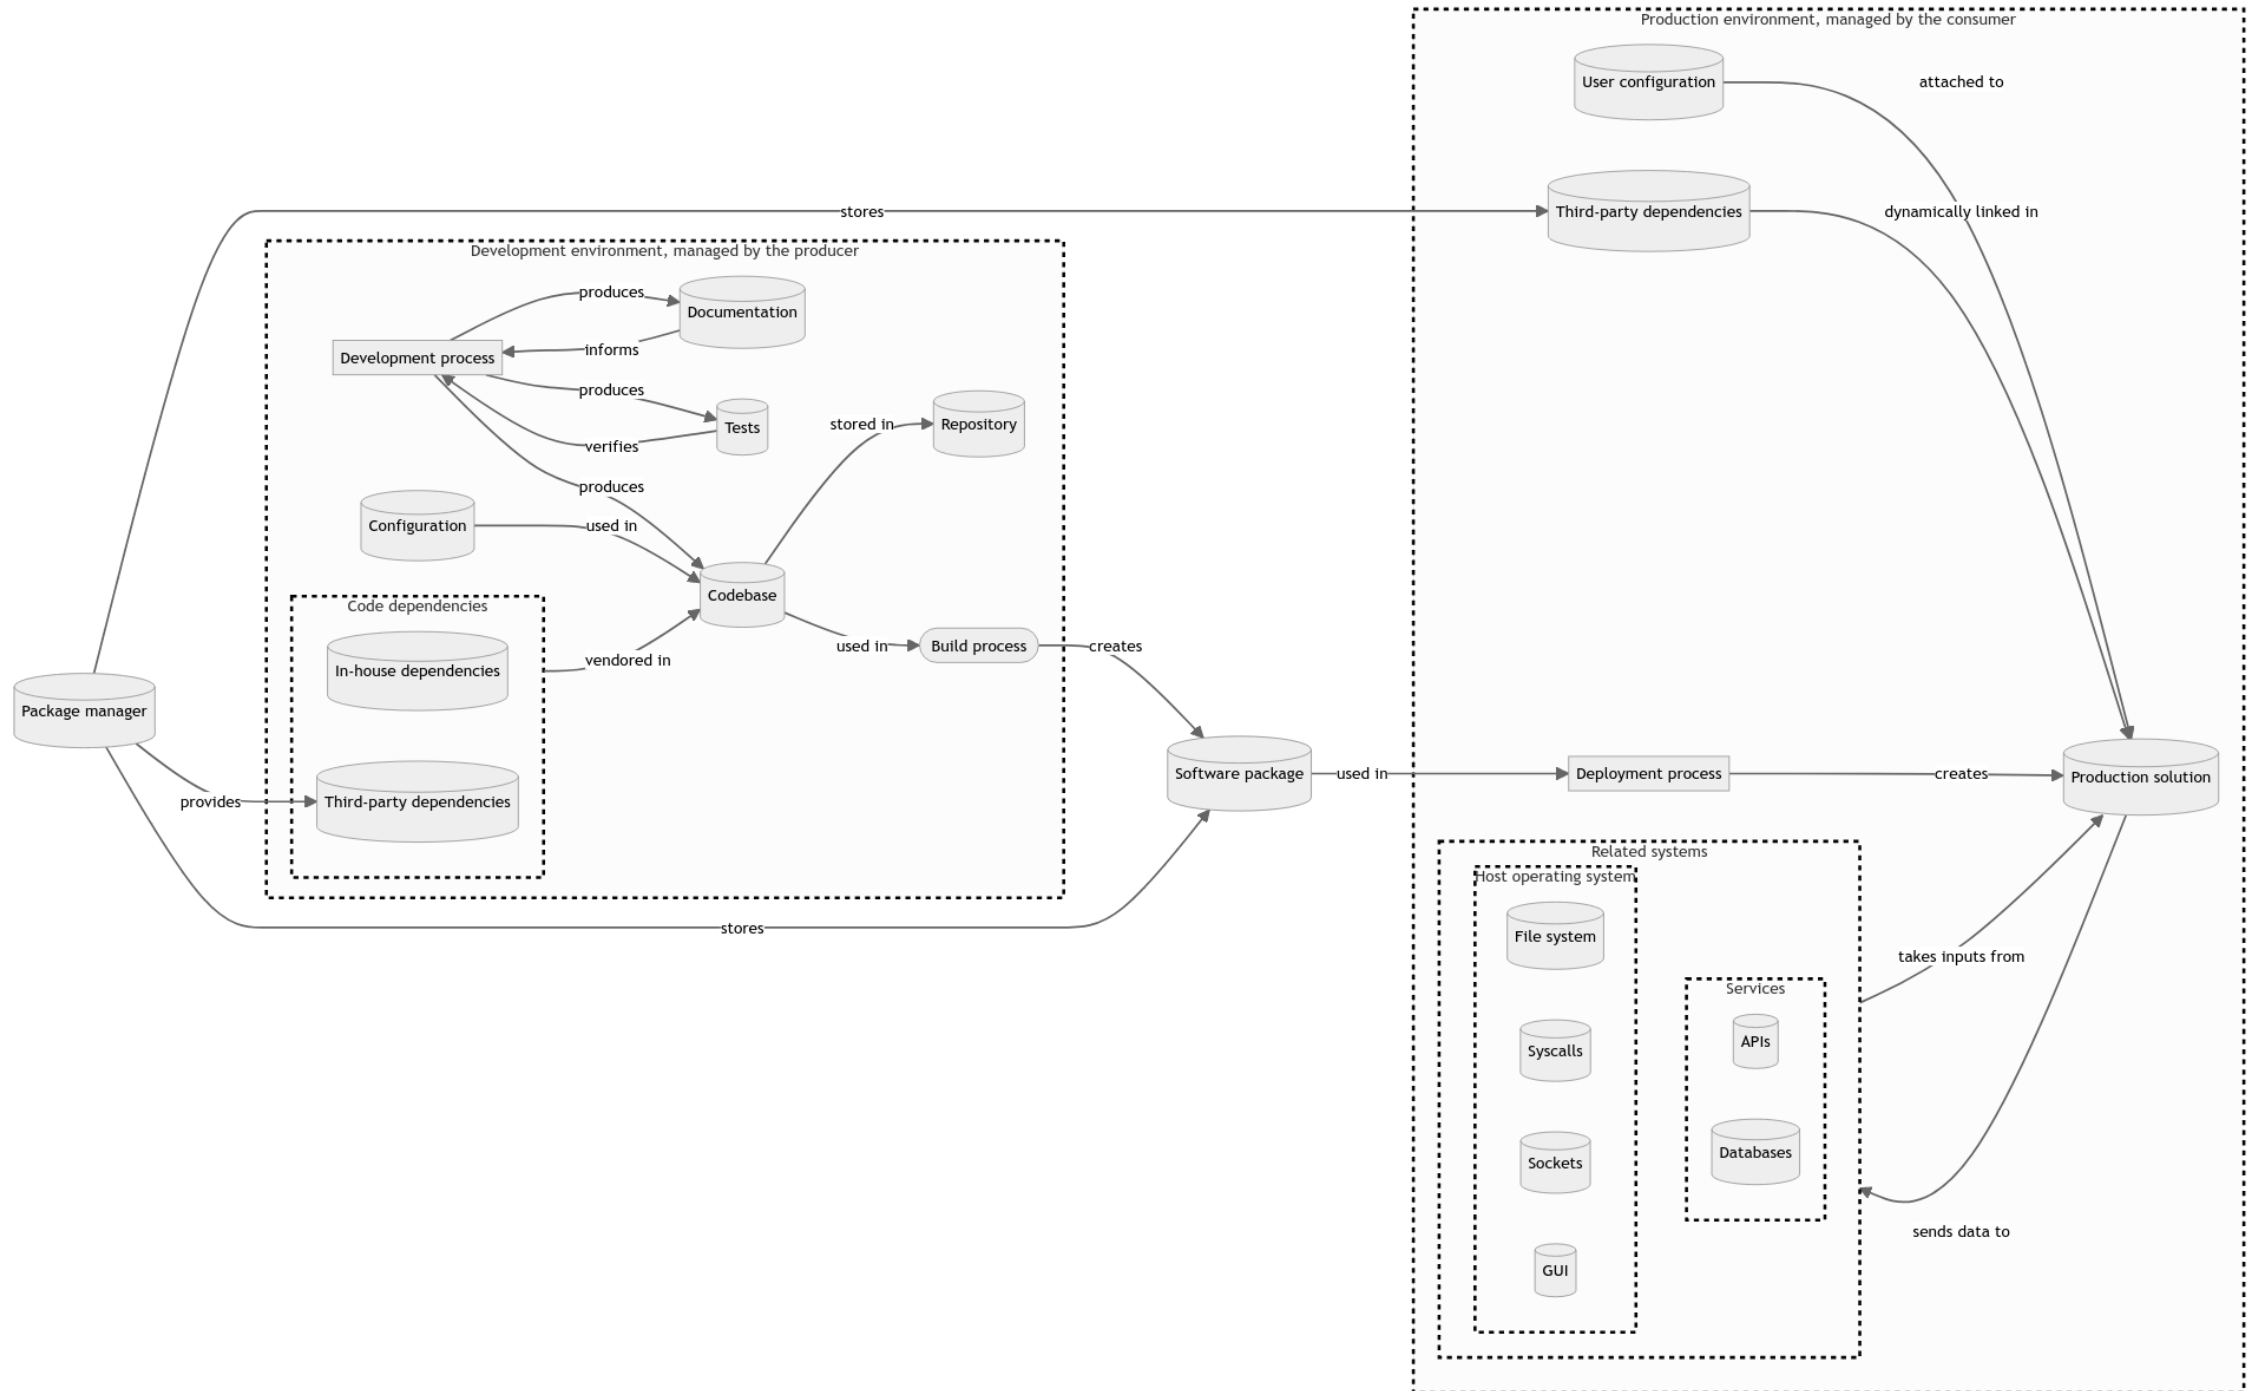 Production environment, managed by the consumer
User configuration
attached to
stores
Third-party dependencies
dynamically linked in
Development environment, managed by the producer
produces
Documentation
informs
Development process
produces
Tests
verifies
stored in
Repository
produces
Configuration
used in
Codebase
Code dependencies
In-house dependencies
vendored in
used in
Build process
creates
Package manager
provides
Third-party dependencies
stores
Software package
used in
Deployment process
creates
Production solution
Related systems
Host operating system
File system
Syscalls
Sockets
GUI
Services
APIs
Databases
takes inputs from
sends data to